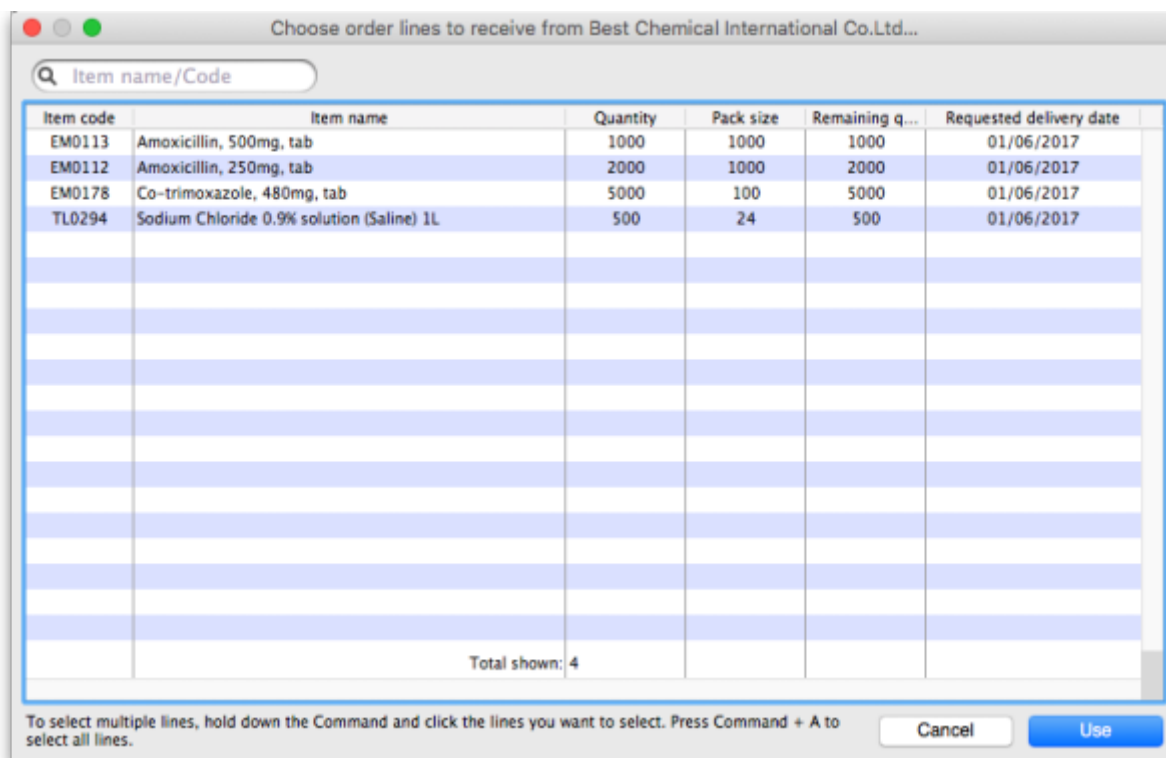 Choose order lines to receive from Best Chemical International Co.Ltd...
Item name/Code
Item code Item name Quantity Pack size Remaining q... Requested delivery date
EM0113 Amoxicillin, 500mg, tab 1000 1000 1000 01/06/2017
EM0112 Amoxicillin, 250mg, tab 2000 1000 2000 01/06/2017
EM0178 Co-trimoxazole, 480mg, tab 5000 100 5000 01/06/2017
TL0294 Sodium Chloride 0.9% solution (Saline) 1L 500 24 500 01/06/2017
Total shown: 4
To select multiple lines, hold down the Command and click the lines you want to select. Press Command + A to
select all lines.
Cancel Use